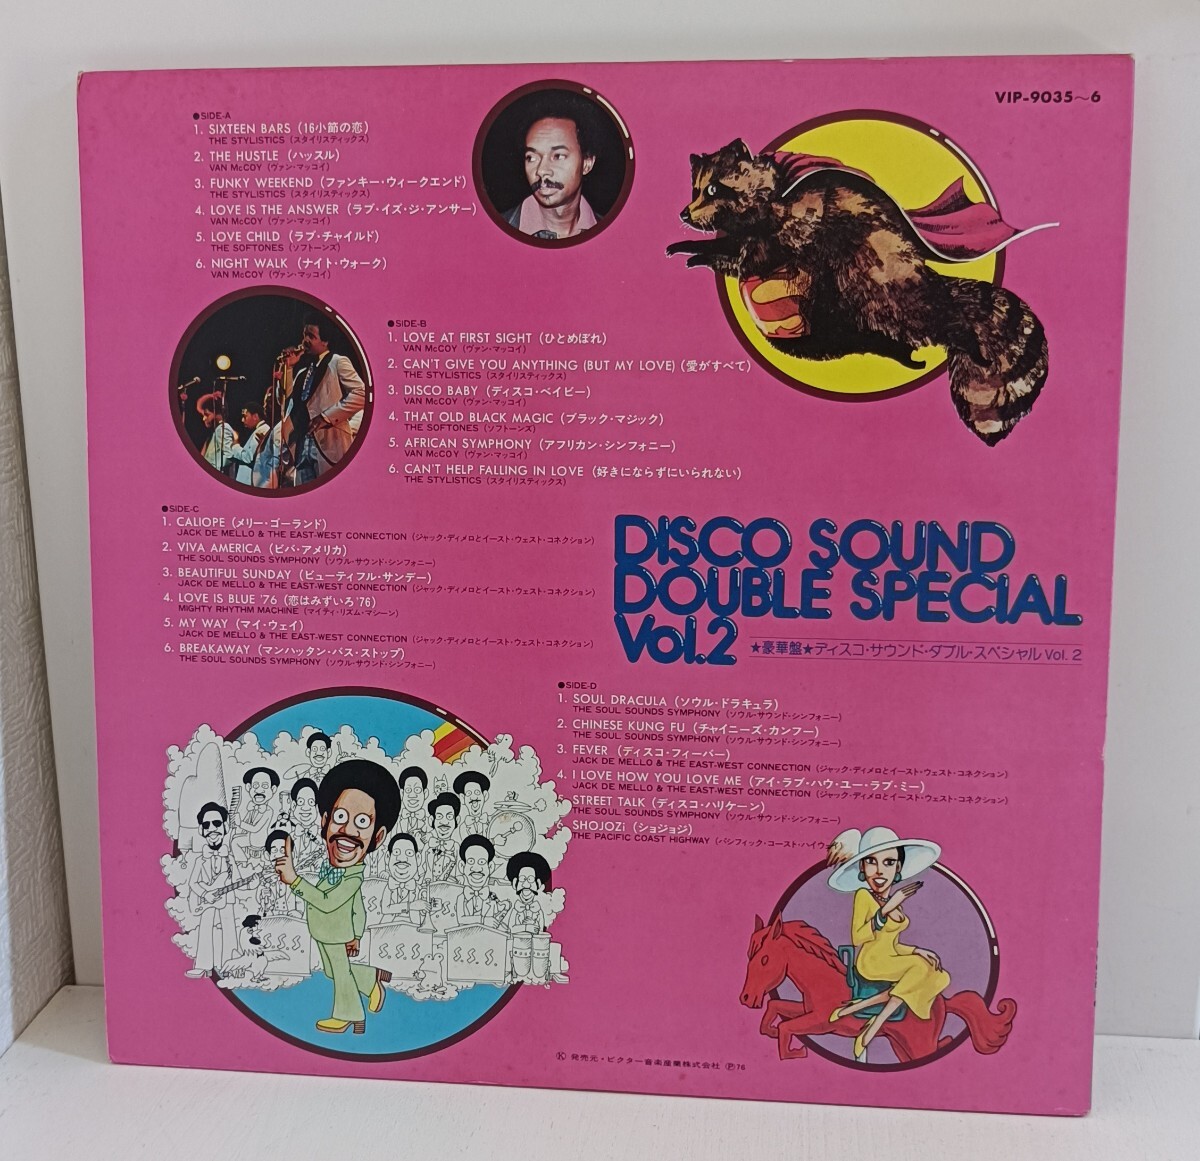 VIP-9035～6
●SIDE-A
1. SIXTEEN BARS（16小節の恋）
THE STYLISTICS（スタイリスティックス）
2. THE HUSTLE（ハッスル）
VAN McCOY（ヴァン・マッコイ）
3. FUNKY WEEKEND（ファンキー・ウィークエンド）
THE STYLISTICS（スタイリスティックス）
4. LOVE IS THE ANSWER（ラブ・イズ・ジ・アンサー）
VAN McCOY（ヴァン・マッコイ）
5. LOVE CHILD（ラブ・チャイルド）
THE SOFTONES（ソフトーンズ）
6. NIGHT WALK（ナイト・ウォーク）
VAN McCOY（ヴァン・マッコイ）
●SIDE-B
1. LOVE AT FIRST SIGHT（ひとめぼれ）
VAN McCOY（ヴァン・マッコイ）
2. CAN'T GIVE YOU ANYTHING (BUT MY LOVE)（愛がすべて）
THE STYLISTICS（スタイリスティックス）
3. DISCO BABY（ディスコ・ベイビー）
VAN McCOY（ヴァン・マッコイ）
4. THAT OLD BLACK MAGIC（ブラック・マジック）
THE SOFTONES（ソフトーンズ）
5. AFRICAN SYMPHONY（アフリカン・シンフォニー）
VAN McCOY（ヴァン・マッコイ）
6. CAN'T HELP FALLING IN LOVE（好きにならずにいられない）
THE STYLISTICS（スタイリスティックス）
●SIDE-C
1. CALIOPE（メリー・ゴーランド）
JACK DE MELLO & THE EAST-WEST CONNECTION（ジャック・ディメロとイースト・ウェスト・コネクション）
2. VIVA AMERICA（ビバ・アメリカ）
THE SOUL SOUNDS SYMPHONY（ソウル・サウンド・シンフォニー）
3. BEAUTIFUL SUNDAY（ビューティフル・サンデー）
JACK DE MELLO & THE EAST-WEST CONNECTION（ジャック・ディメロとイースト・ウェスト・コネクション）
4. LOVE IS BLUE '76（恋はみずいろ'76）
MIGHTY RHYTHM MACHINE（マイティ・リズム・マシーン）
5. MY WAY（マイ・ウェイ）
JACK DE MELLO & THE EAST-WEST CONNECTION（ジャック・ディメロとイースト・ウェスト・コネクション）
6. BREAKAWAY（マンハッタン・バス・ストップ）
THE SOUL SOUNDS SYMPHONY（ソウル・サウンド・シンフォニー）
DISCO SOUND
DOUBLE SPECIAL
Vol.2
★豪華盤★ディスコ・サウンド・ダブル・スペシャル Vol. 2
●SIDE-D
1. SOUL DRACULA（ソウル・ドラキュラ）
THE SOUL SOUNDS SYMPHONY（ソウル・サウンド・シンフォニー）
2. CHINESE KUNG FU（チャイニーズ・カンフー）
THE SOUL SOUNDS SYMPHONY（ソウル・サウンド・シンフォニー）
3. FEVER（ディスコ・フィーバー）
JACK DE MELLO & THE EAST-WEST CONNECTION（ジャック・ディメロとイースト・ウェスト・コネクション）
4. I LOVE HOW YOU LOVE ME（アイ・ラブ・ハウ・ユー・ラブ・ミー）
JACK DE MELLO & THE EAST-WEST CONNECTION（ジャック・ディメロとイースト・ウェスト・コネクション）
5. STREET TALK（ディスコ・ハリケーン）
THE SOUL SOUNDS SYMPHONY（ソウル・サウンド・シンフォニー）
6. SHOJOZi（ショジョジ）
THE PACIFIC COAST HIGHWAY（パシフィック・コースト・ハイウェイ）
S.S.S.
S.S.S.
Ⓚ 発売元・ビクター音楽産業株式会社 Ⓟ76